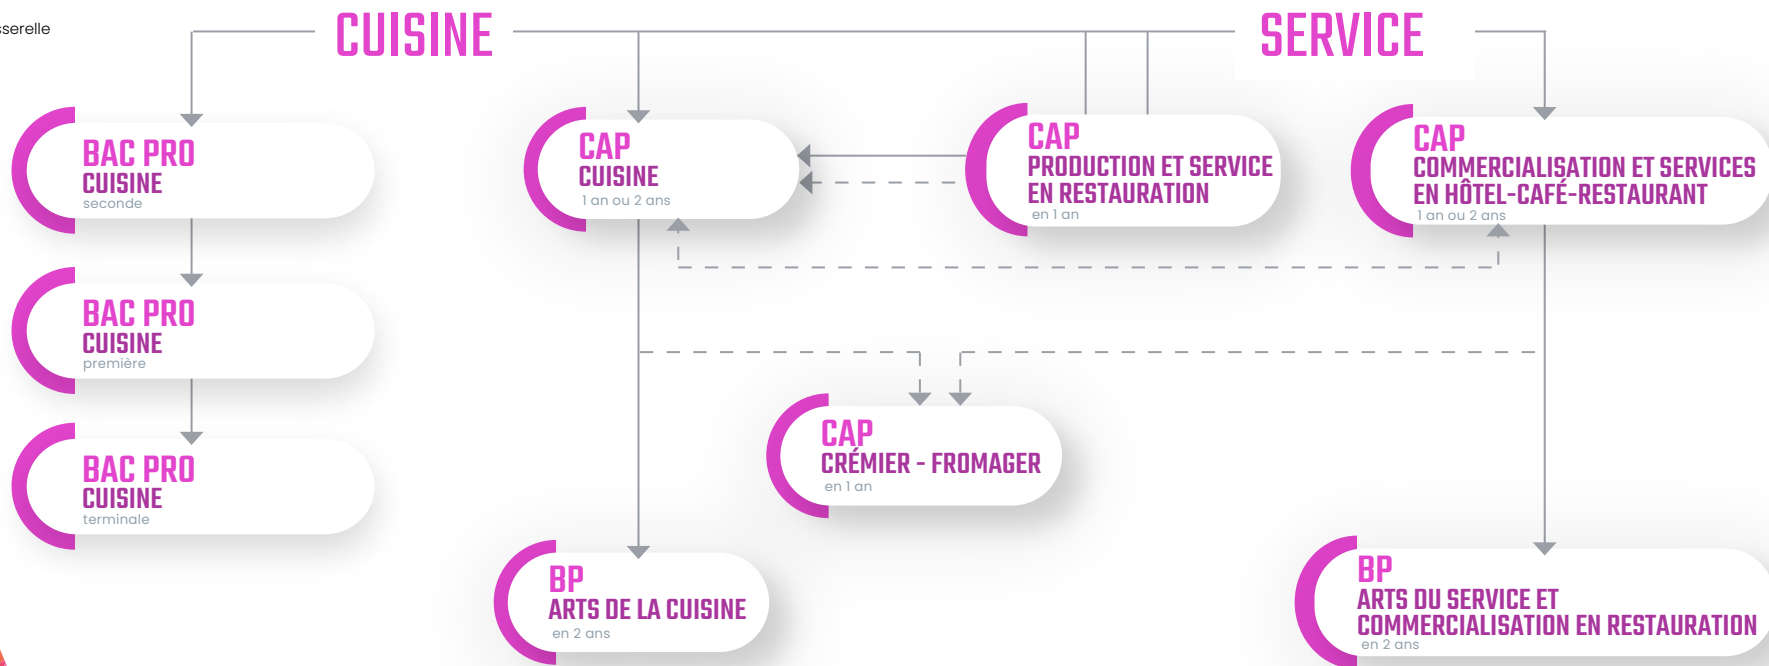 CUISINE
SERVICE
BAC PRO
CUISINE
seconde
CAP
CUISINE
1 an ou 2 ans
CAP
PRODUCTION ET SERVICE
EN RESTAURATION
en 1 an
CAP
COMMERCIALISATION ET SERVICES
EN HÔTEL-CAFÉ-RESTAURANT
1 an ou 2 ans
BAC PRO
CUISINE
première
CAP
CRÉMIER - FROMAGER
en 1 an
BAC PRO
CUISINE
terminale
BP
ARTS DE LA CUISINE
en 2 ans
BP
ARTS DU SERVICE ET
COMMERCIALISATION EN RESTAURATION
en 2 ans